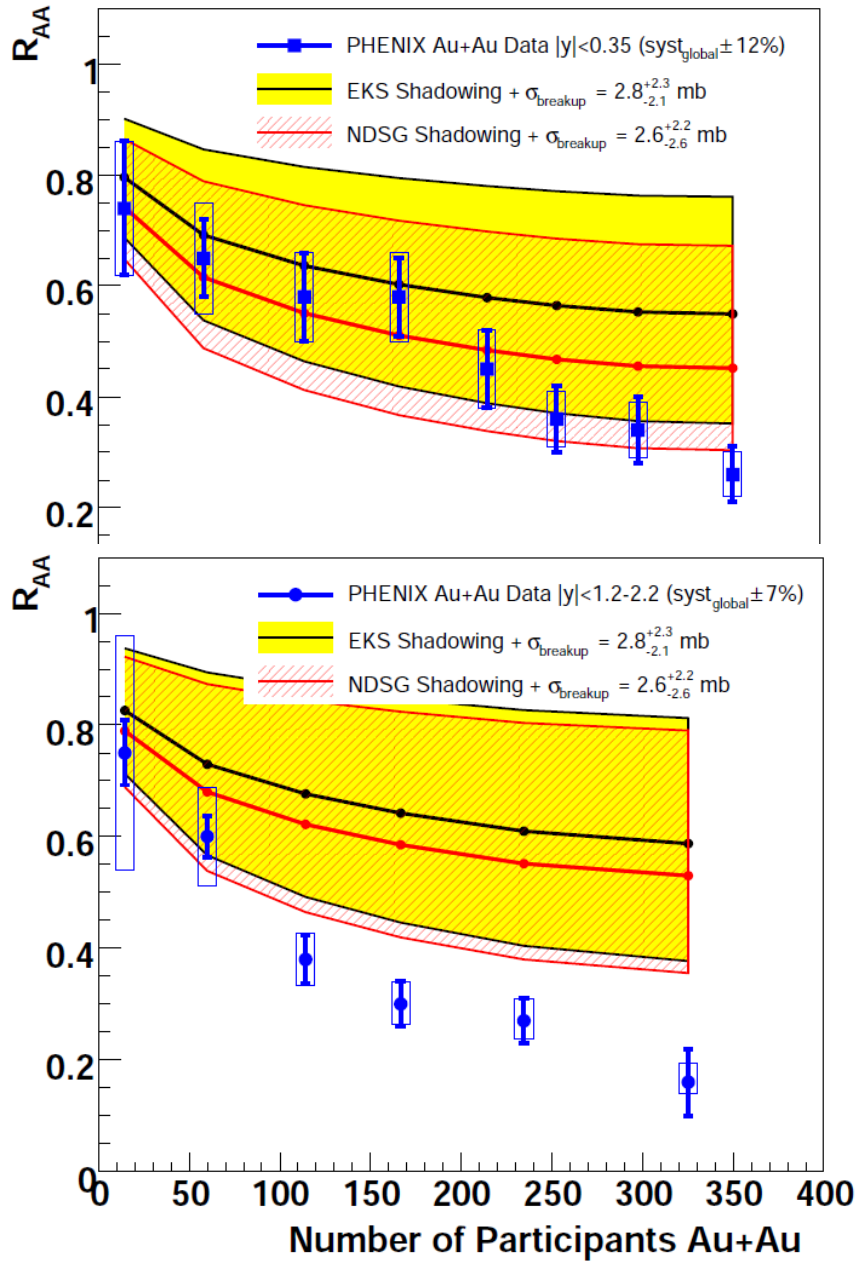 R_AA
1
0.8
0.6
0.4
0.2
PHENIX Au+Au Data |y|<0.35 (syst_global ± 12%)
EKS Shadowing + σ_breakup = 2.8^{+2.3}_{-2.1} mb
NDSG Shadowing + σ_breakup = 2.6^{+2.2}_{-2.6} mb
R_AA
1
0.8
0.6
0.4
0.2
0
PHENIX Au+Au Data |y|<1.2-2.2 (syst_global ± 7%)
EKS Shadowing + σ_breakup = 2.8^{+2.3}_{-2.1} mb
NDSG Shadowing + σ_breakup = 2.6^{+2.2}_{-2.6} mb
0 50 100 150 200 250 300 350 400
Number of Participants Au+Au